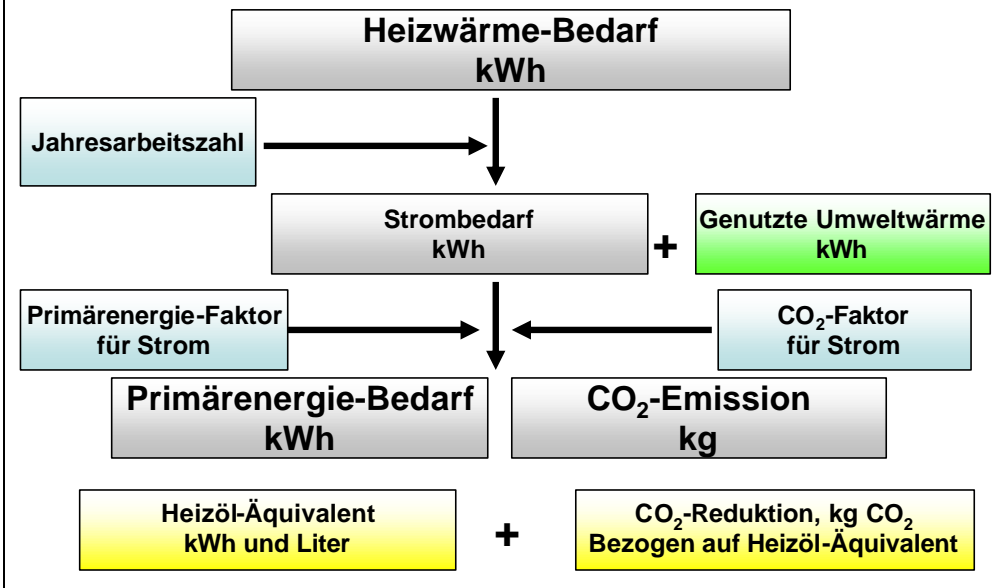 Heizwärme-Bedarf
kWh
Jahresarbeitszahl
Strombedarf
kWh
+
Genutzte Umweltwärme
kWh
Primärenergie-Faktor
für Strom
CO₂-Faktor
für Strom
Primärenergie-Bedarf
kWh
CO₂-Emission
kg
Heizöl-Äquivalent
kWh und Liter
+
CO₂-Reduktion, kg CO₂
Bezogen auf Heizöl-Äquivalent